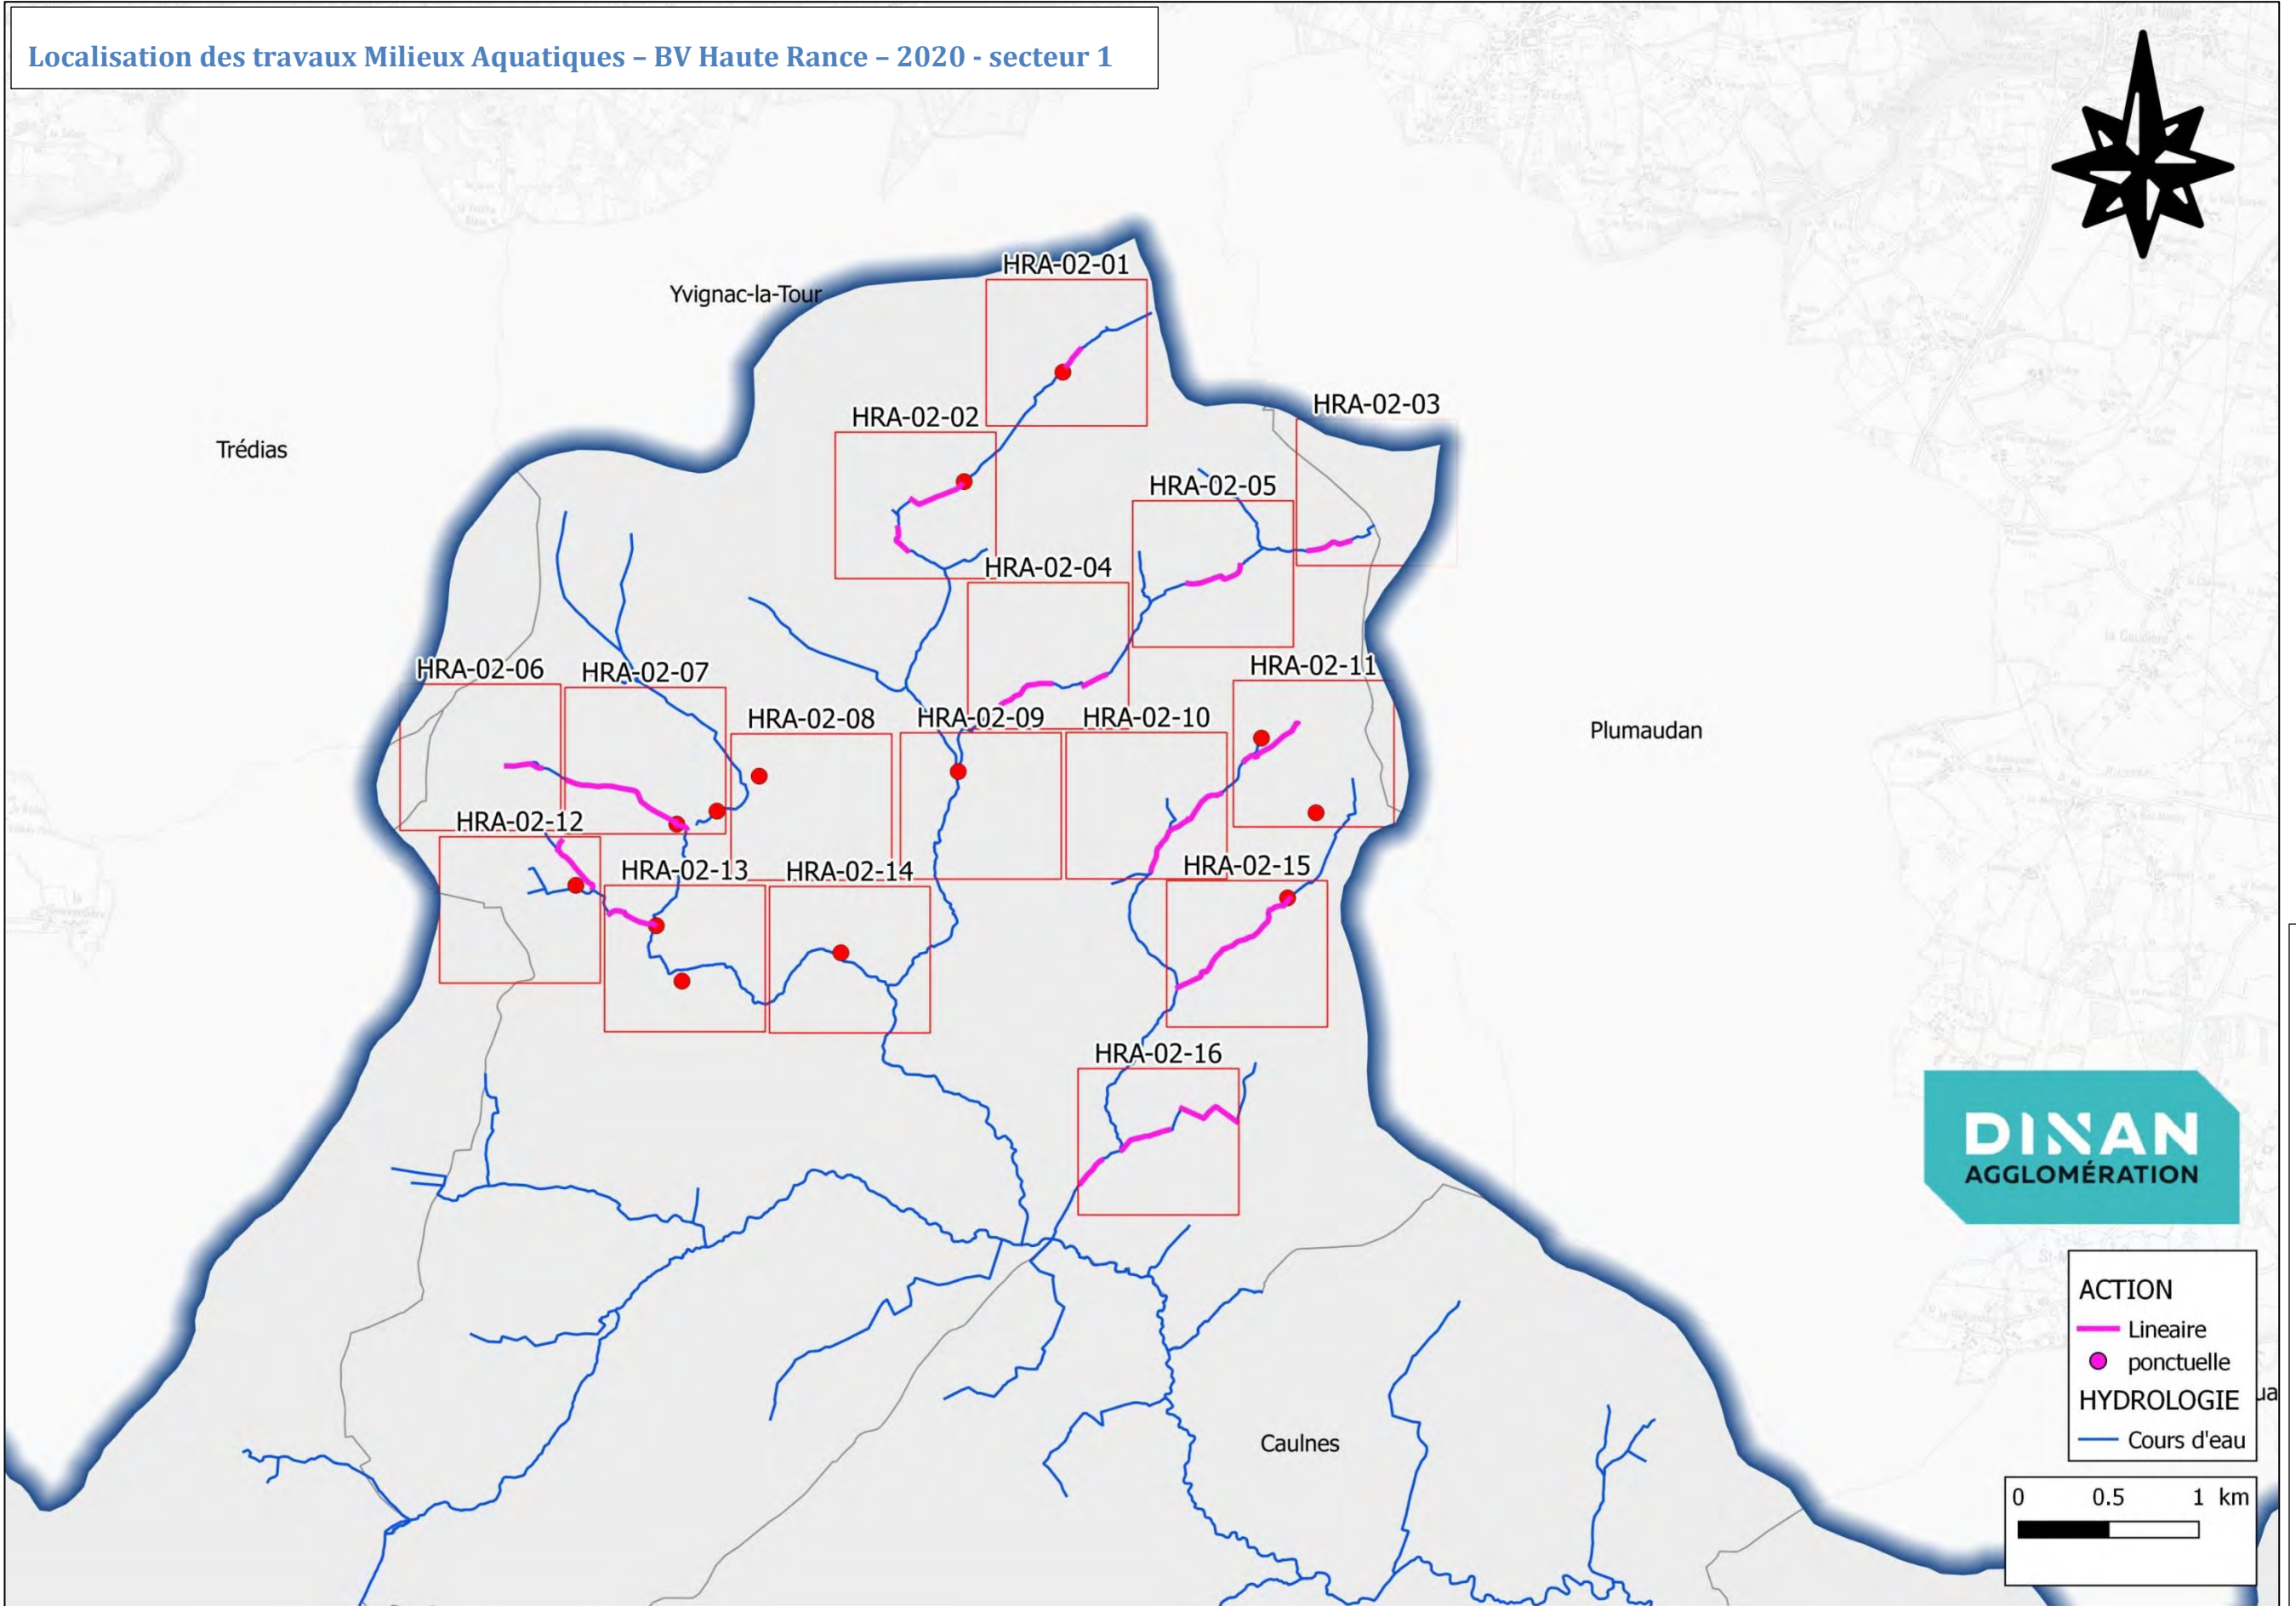 Localisation des travaux Milieux Aquatiques – BV Haute Rance – 2020 - secteur 1
HRA-02-01
Yvignac-la-Tour
HRA-02-03
HRA-02-02
Trédias
HRA-02-05
HRA-02-04
HRA-02-11
HRA-02-06
HRA-02-07
HRA-02-08
HRA-02-09
HRA-02-10
Plumaudan
HRA-02-12
HRA-02-15
HRA-02-13
HRA-02-14
HRA-02-16
DINAN
AGGLOMÉRATION
ACTION
Lineaire
ponctuelle
HYDROLOGIE
Cours d'eau
Caulnes
0 0.5 1 km